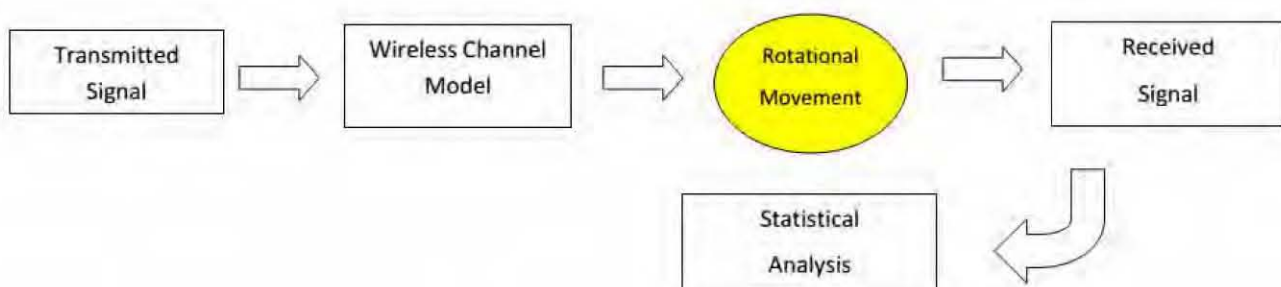 Transmitted
Signal
Wireless Channel
Model
Rotational
Movement
Received
Signal
Statistical
Analysis